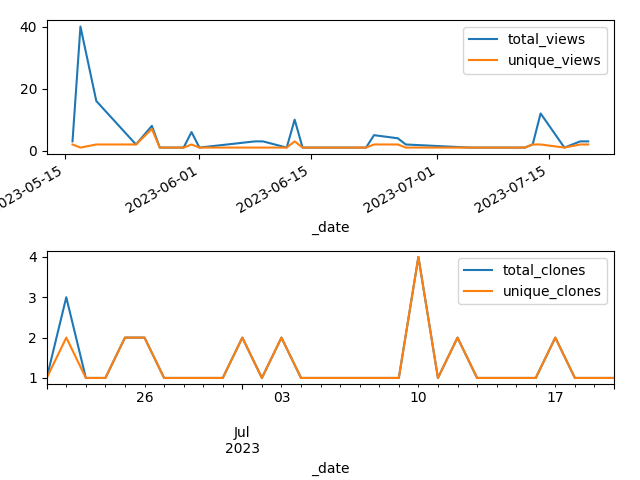 40
20
0
total_views
unique_views
023-05-15
2023-06-01
2023-06-15
2023-07-01
2023-07-15
_date
4
3
2
1
total_clones
unique_clones
26
03
10
17
Jul
2023
_date